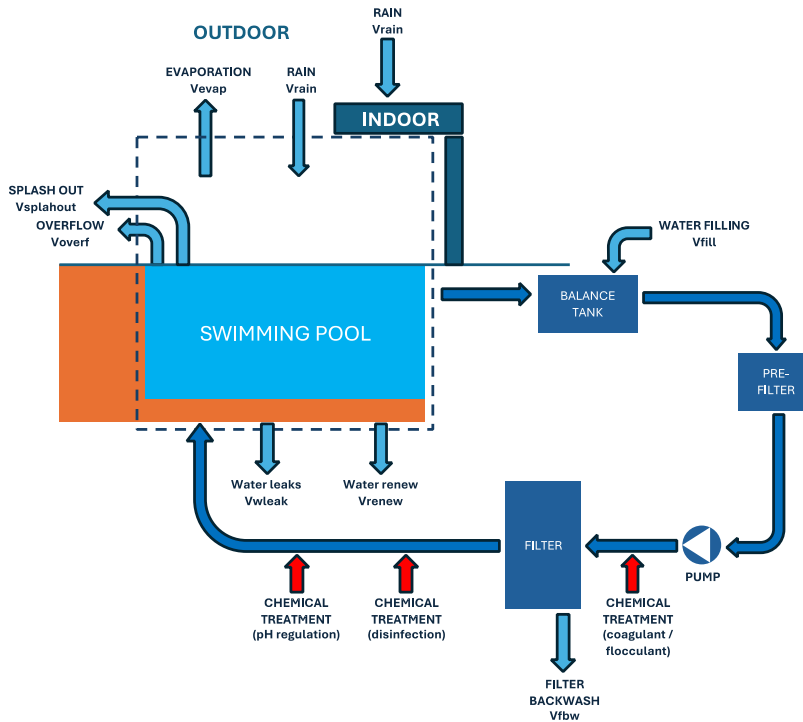 RAIN
Vrain
OUTDOOR
EVAPORATION
Vevap
RAIN
Vrain
INDOOR
SPLASH OUT
Vsplahout
OVERFLOW
Voverf
WATER FILLING
Vfill
BALANCE
TANK
SWIMMING POOL
PRE-
FILTER
Water leaks
Vwleak
Water renew
Vrenew
FILTER
PUMP
CHEMICAL
TREATMENT
(pH regulation)
CHEMICAL
TREATMENT
(disinfection)
CHEMICAL
TREATMENT
(coagulant /
flocculant)
FILTER
BACKWASH
Vfbw